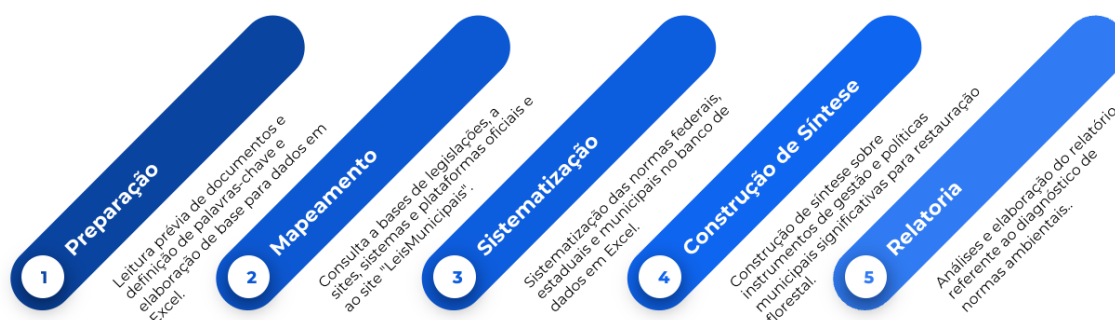 1
Preparação
Leitura prévia de documentos e
definição de palavras-chave e
elaboração de base para dados em
Excel.
2
Mapeamento
Consulta a bases de legislações, a
sites, sistemas e plataformas oficiais e
ao site "LeisMunicipais".
3
Sistematização
Sistematização das normas federais,
estaduais e municipais no banco de
dados em Excel.
4
Construção de Síntese
Construção de síntese sobre
instrumentos de gestão e políticas
municipais significativas para restauração
florestal.
5
Relatoria
Análises e elaboração do relatório
referente ao diagnóstico de
normas ambientais..